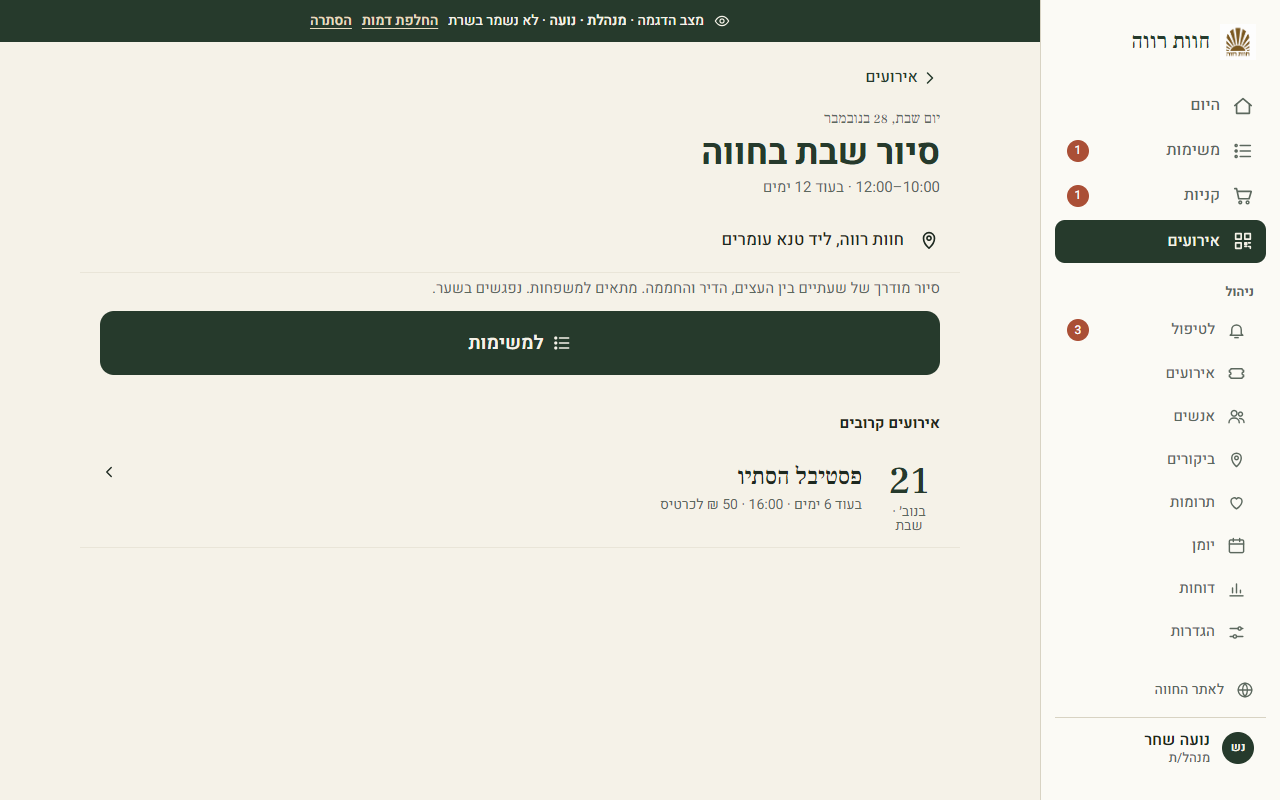 מצב הדגמה · מנהלת · נועה · לא נשמר בשרת החלפת דמות הסתרה
חוות רווה
היום
משימות 1
קניות 1
אירועים
ניהול
לטיפול 3
אירועים
אנשים
ביקורים
תרומות
יומן
דוחות
הגדרות
לאתר החווה
נש
נועה שחר
מנהל/ת
אירועים
יום שבת, 28 בנובמבר
סיור שבת בחווה
10:00–12:00 · בעוד 12 ימים
חוות רווה, ליד טנא עומרים
סיור מודרך של שעתיים בין העצים, הדיר והחממה. מתאים למשפחות. נפגשים בשער.
למשימות
אירועים קרובים
21
בנוב׳ ·
שבת
פסטיבל הסתיו
בעוד 6 ימים · 16:00 · 50 ₪ לכרטיס